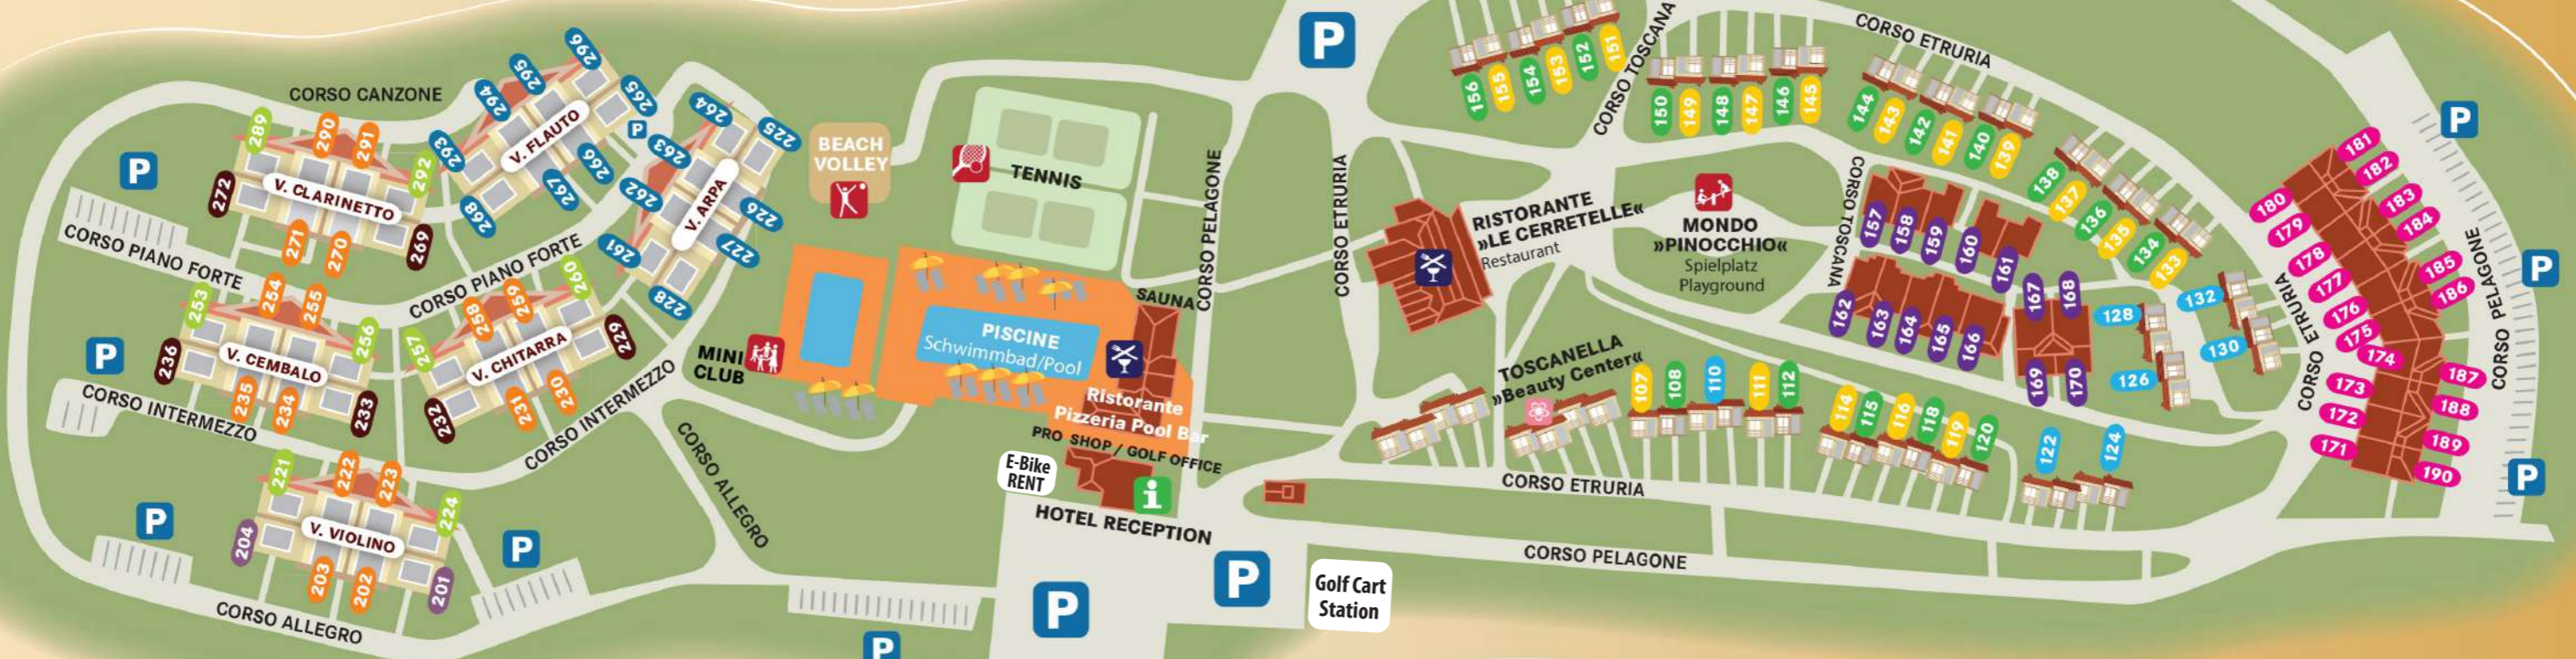 CORSO CANZONE
289
290
291
292
272
V. CLARINETTO
271
270
269
P
CORSO PIANO FORTE
293
294
295
296
265
V. FLAUTO
268
267
266
P
264
225
263
262
V. ARPA
226
227
261
228
CORSO PIANO FORTE
253
254
255
256
236
V. CEMBALO
235
234
233
P
CORSO INTERMEZZO
257
258
259
260
229
V. CHITARRA
232
231
230
CORSO INTERMEZZO
221
222
223
224
204
V. VIOLINO
203
202
201
P
P
CORSO ALLEGRO
CORSO ALLEGRO
P
BEACH
VOLLEY
TENNIS
MINI
CLUB
PISCINE
Schwimmbad/Pool
SAUNA
Ristorante
Pizzeria Pool Bar
PRO SHOP / GOLF OFFICE
E-Bike
RENT
i
HOTEL RECEPTION
P
P
Golf Cart
Station
CORSO PELAGONE
CORSO ETRURIA
P
RISTORANTE
»LE CERRETELLE«
Restaurant
MONDO
»PINOCCHIO«
Spielplatz
Playground
TOSCANELLA
»Beauty Center«
156
155
154
153
152
151
CORSO TOSCANA
150
149
148
147
146
145
CORSO ETRURIA
144
143
142
141
140
139
138
137
136
135
134
133
CORSO TOSCANA
157
158
159
160
161
162
163
164
165
166
167
168
169
170
128
126
132
130
107
108
110
111
112
114
115
116
118
119
120
122
124
CORSO ETRURIA
CORSO PELAGONE
CORSO ETRURIA
181
182
183
184
185
186
187
188
189
190
180
179
178
177
176
175
174
173
172
171
CORSO PELAGONE
P
P
P